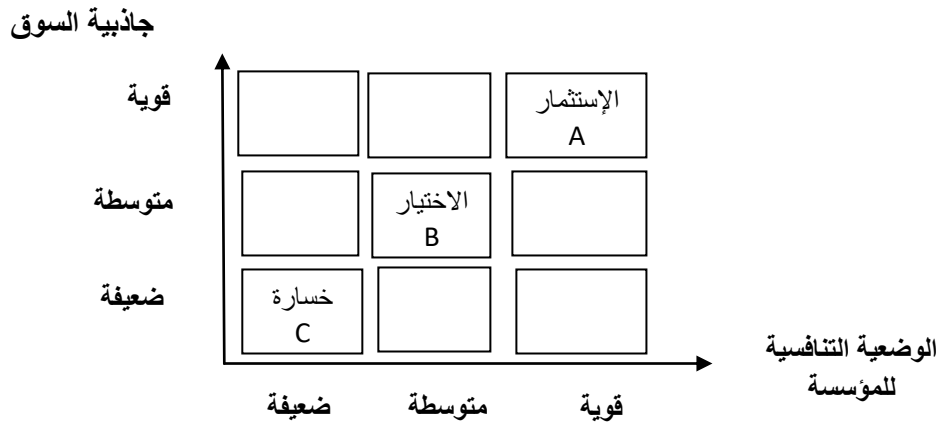 جاذبية السوق
قوية
الإستثمار
A
متوسطة
الاختيار
B
ضعيفة
خسارة
C
الوضعية التنافسية
للمؤسسة
قوية
متوسطة
ضعيفة